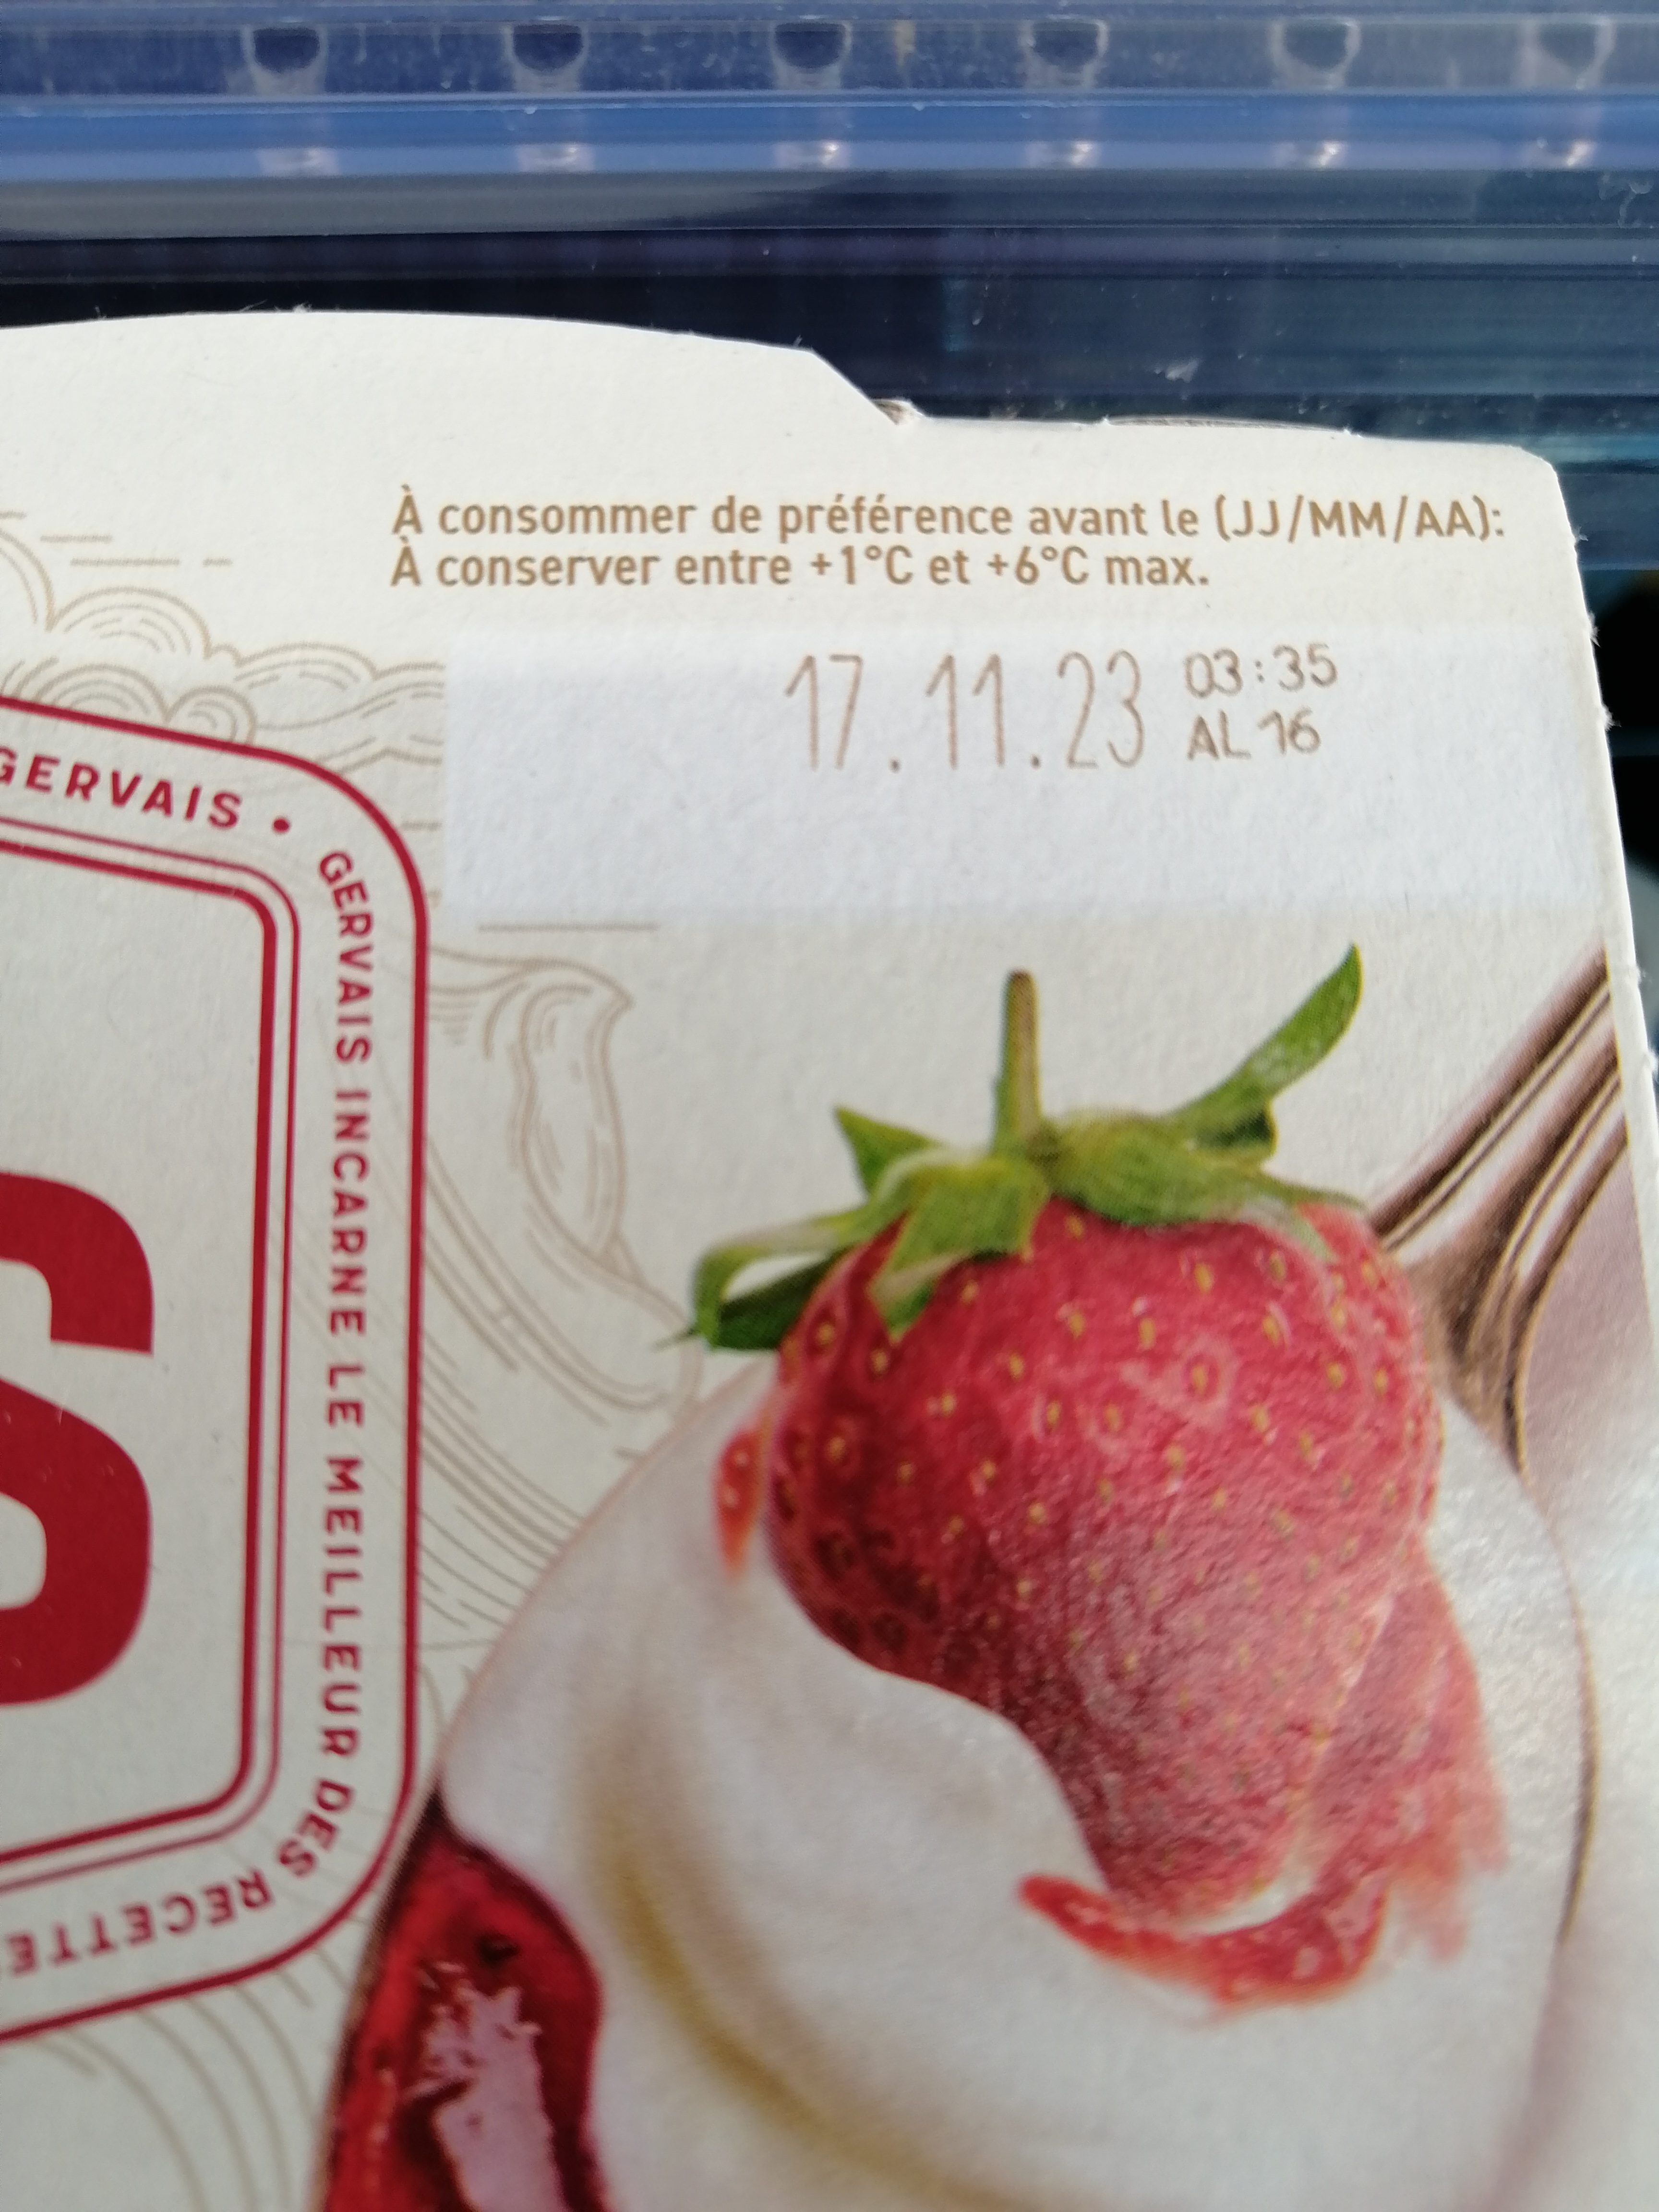 À consommer de préférence avant le (JJ/MM/AA):
À conserver entre +1°C et +6°C max.
17.11.23 03:35
AL 16
GERVAIS •
GERVAIS INCARNE LE MEILLEUR DES RECETTE
S